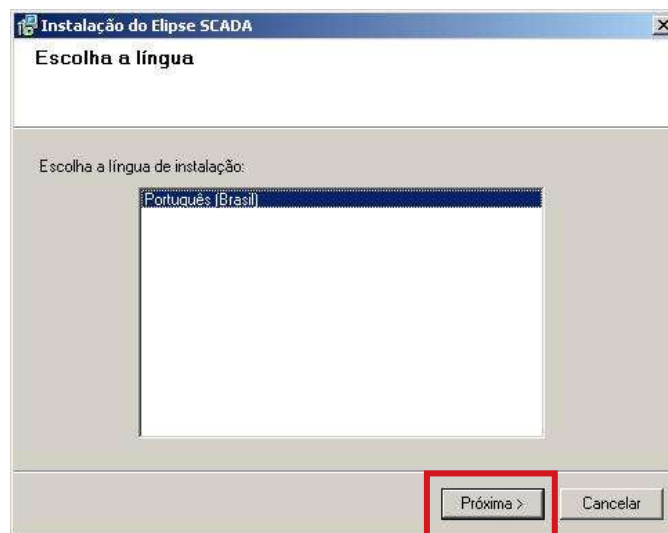 Instalação do Elipse SCADA
Escolha a língua
Escolha a língua de instalação:
Português (Brasil)
Próxima > Cancelar